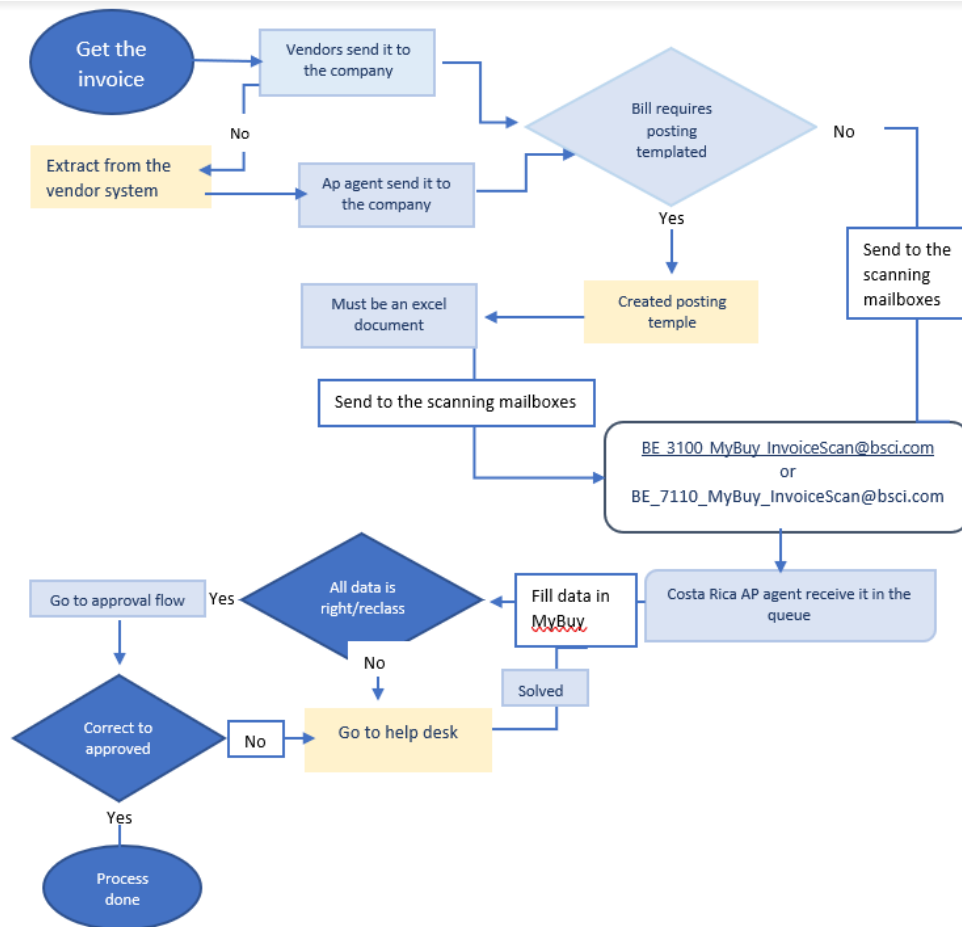 Get the
invoice
Vendors send it to
the company
No
Extract from the
vendor system
Ap agent send it to
the company
Bill requires
posting
templated
No
Yes
Send to the
scanning
mailboxes
Created posting
temple
Must be an excel
document
Send to the scanning mailboxes
BE_3100_MyBuy_InvoiceScan@bsci.com
or
BE_7110_MyBuy_InvoiceScan@bsci.com
Costa Rica AP agent receive it in the
queue
Fill data in
MyBuy
All data is
right/reclass
Yes
Go to approval flow
No
Solved
Go to help desk
Correct to
approved
No
Yes
Process
done